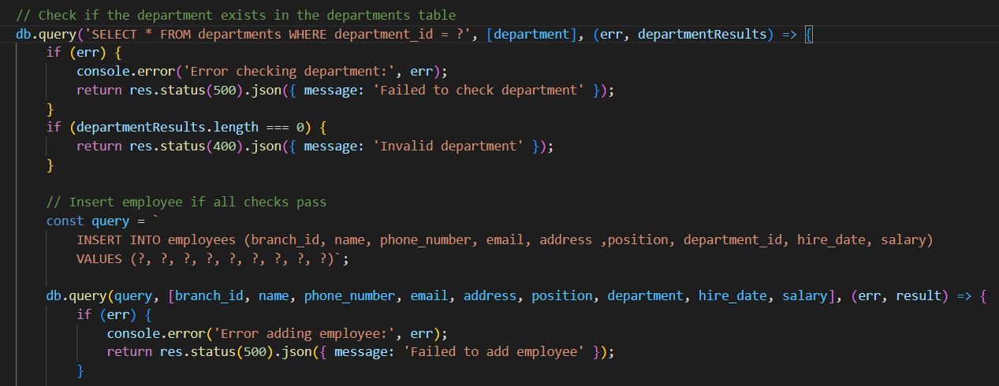 // Check if the department exists in the departments table
db.query('SELECT * FROM departments WHERE department_id = ?', [department], (err, departmentResults) => {
if (err) {
console.error('Error checking department:', err);
return res.status(500).json({ message: 'Failed to check department' });
}
if (departmentResults.length === 0) {
return res.status(400).json({ message: 'Invalid department' });
}
// Insert employee if all checks pass
const query = `
INSERT INTO employees (branch_id, name, phone_number, email, address ,position, department_id, hire_date, salary)
VALUES (?, ?, ?, ?, ?, ?, ?, ?, ?)`;
db.query(query, [branch_id, name, phone_number, email, address, position, department, hire_date, salary], (err, result) => {
if (err) {
console.error('Error adding employee:', err);
return res.status(500).json({ message: 'Failed to add employee' });
}